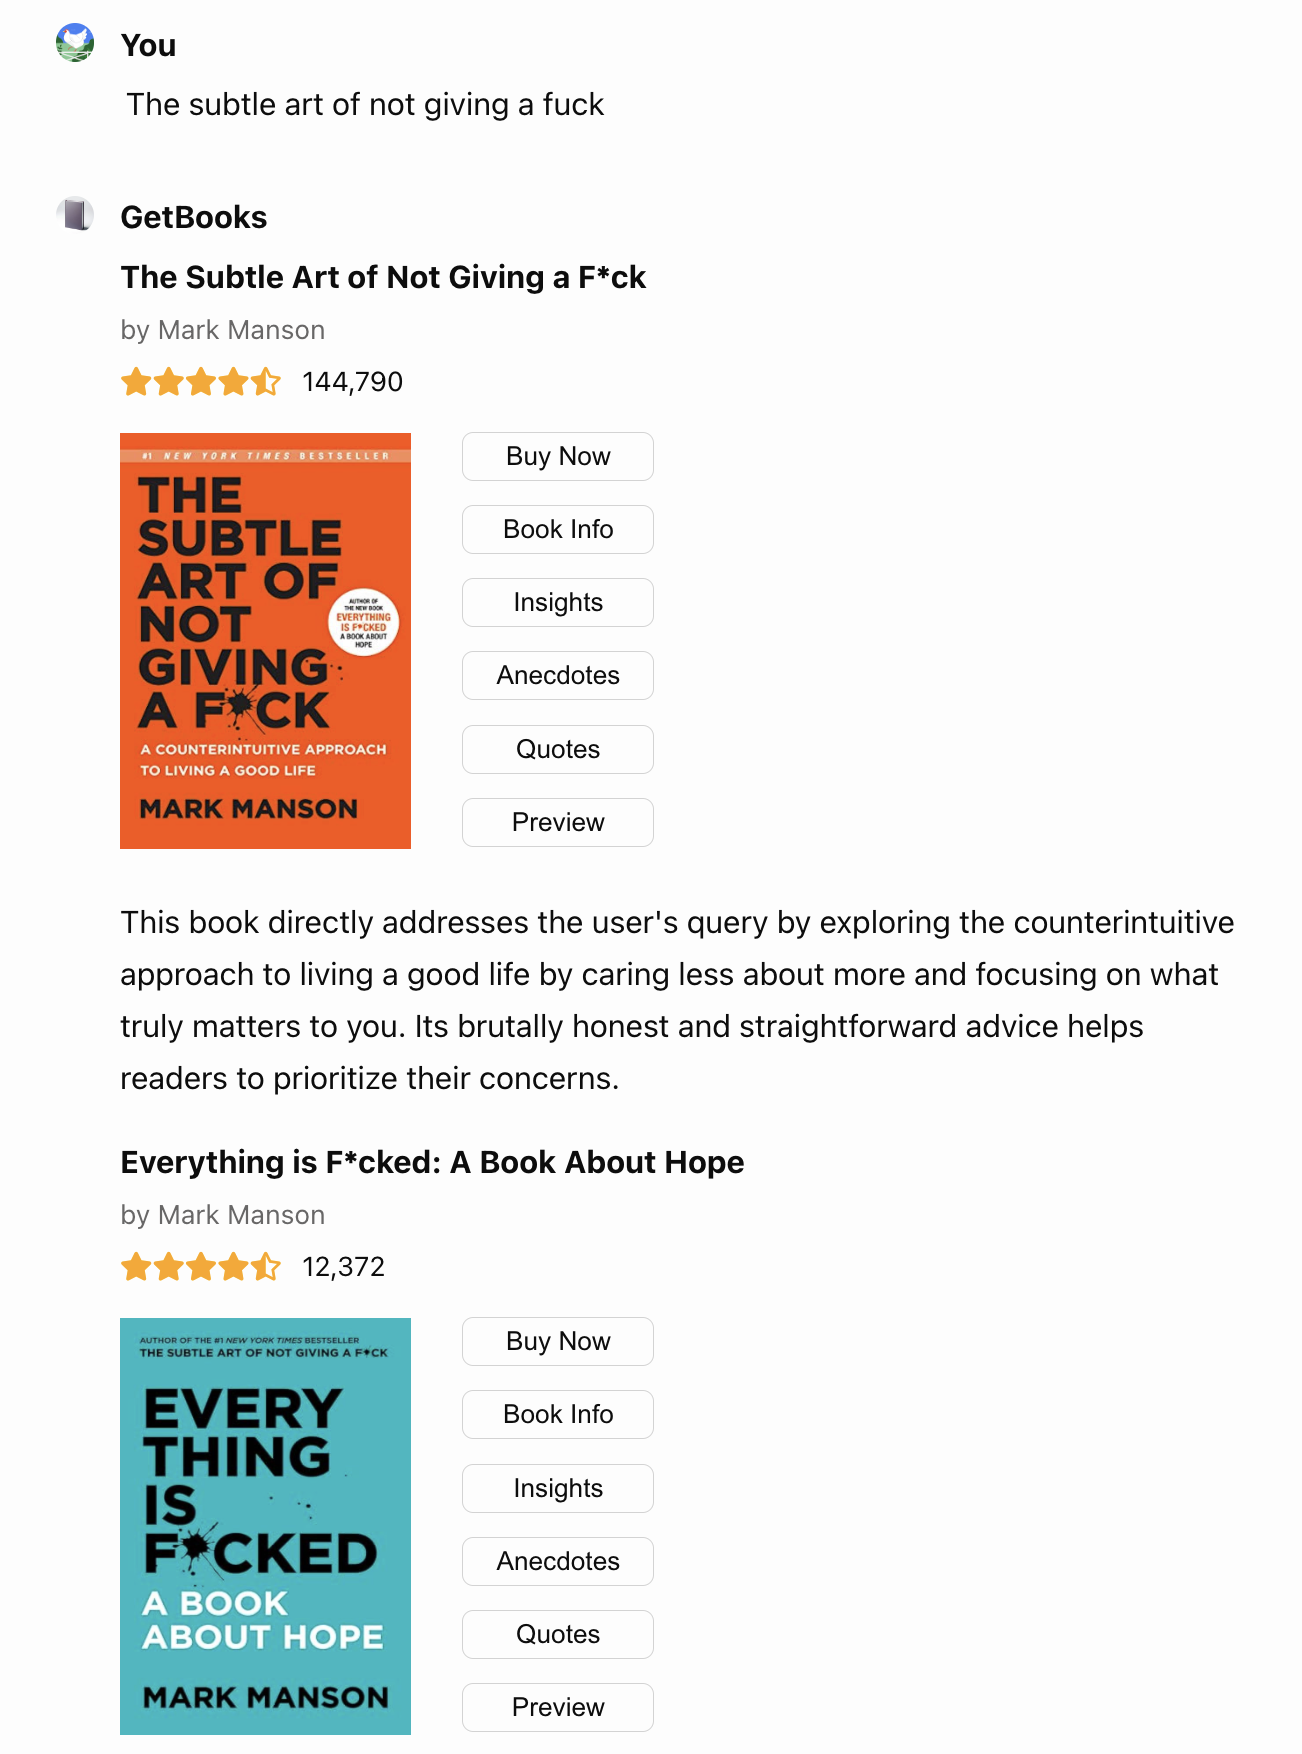 You
The subtle art of not giving a fuck
GetBooks
The Subtle Art of Not Giving a F*ck
by Mark Manson
144,790
#1 NEW YORK TIMES BESTSELLER
THE
SUBTLE
ART OF
NOT
GIVING
A F*CK
AUTHOR OF
THE NEW BOOK
EVERYTHING
IS F*CKED
A BOOK ABOUT
HOPE
A COUNTERINTUITIVE APPROACH
TO LIVING A GOOD LIFE
MARK MANSON
Buy Now
Book Info
Insights
Anecdotes
Quotes
Preview
This book directly addresses the user's query by exploring the counterintuitive
approach to living a good life by caring less about more and focusing on what
truly matters to you. Its brutally honest and straightforward advice helps
readers to prioritize their concerns.
Everything is F*cked: A Book About Hope
by Mark Manson
12,372
AUTHOR OF THE #1 NEW YORK TIMES BESTSELLER
THE SUBTLE ART OF NOT GIVING A F*CK
EVERY
THING
IS
F*CKED
A BOOK
ABOUT HOPE
MARK MANSON
Buy Now
Book Info
Insights
Anecdotes
Quotes
Preview